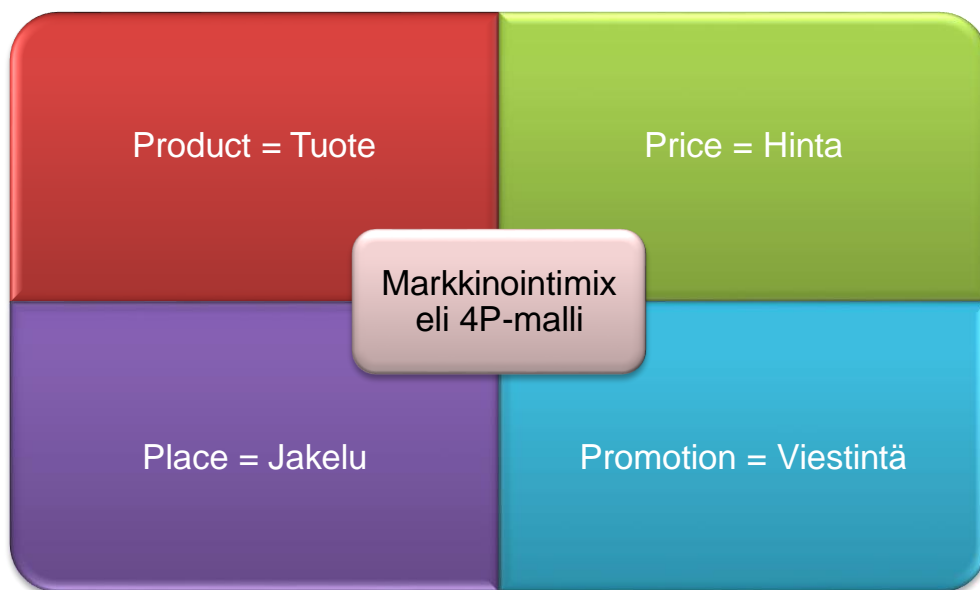 Product = Tuote
Price = Hinta
Markkinointimix
eli 4P-malli
Place = Jakelu
Promotion = Viestintä